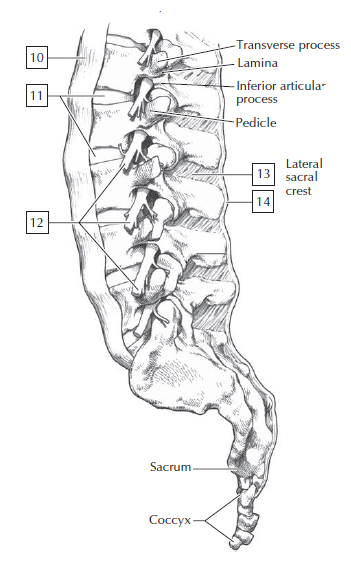 Transverse process
10
Lamina
11
Inferior articular
process
Pedicle
13
Lateral
sacral
crest
14
12
Sacrum
Coccyx